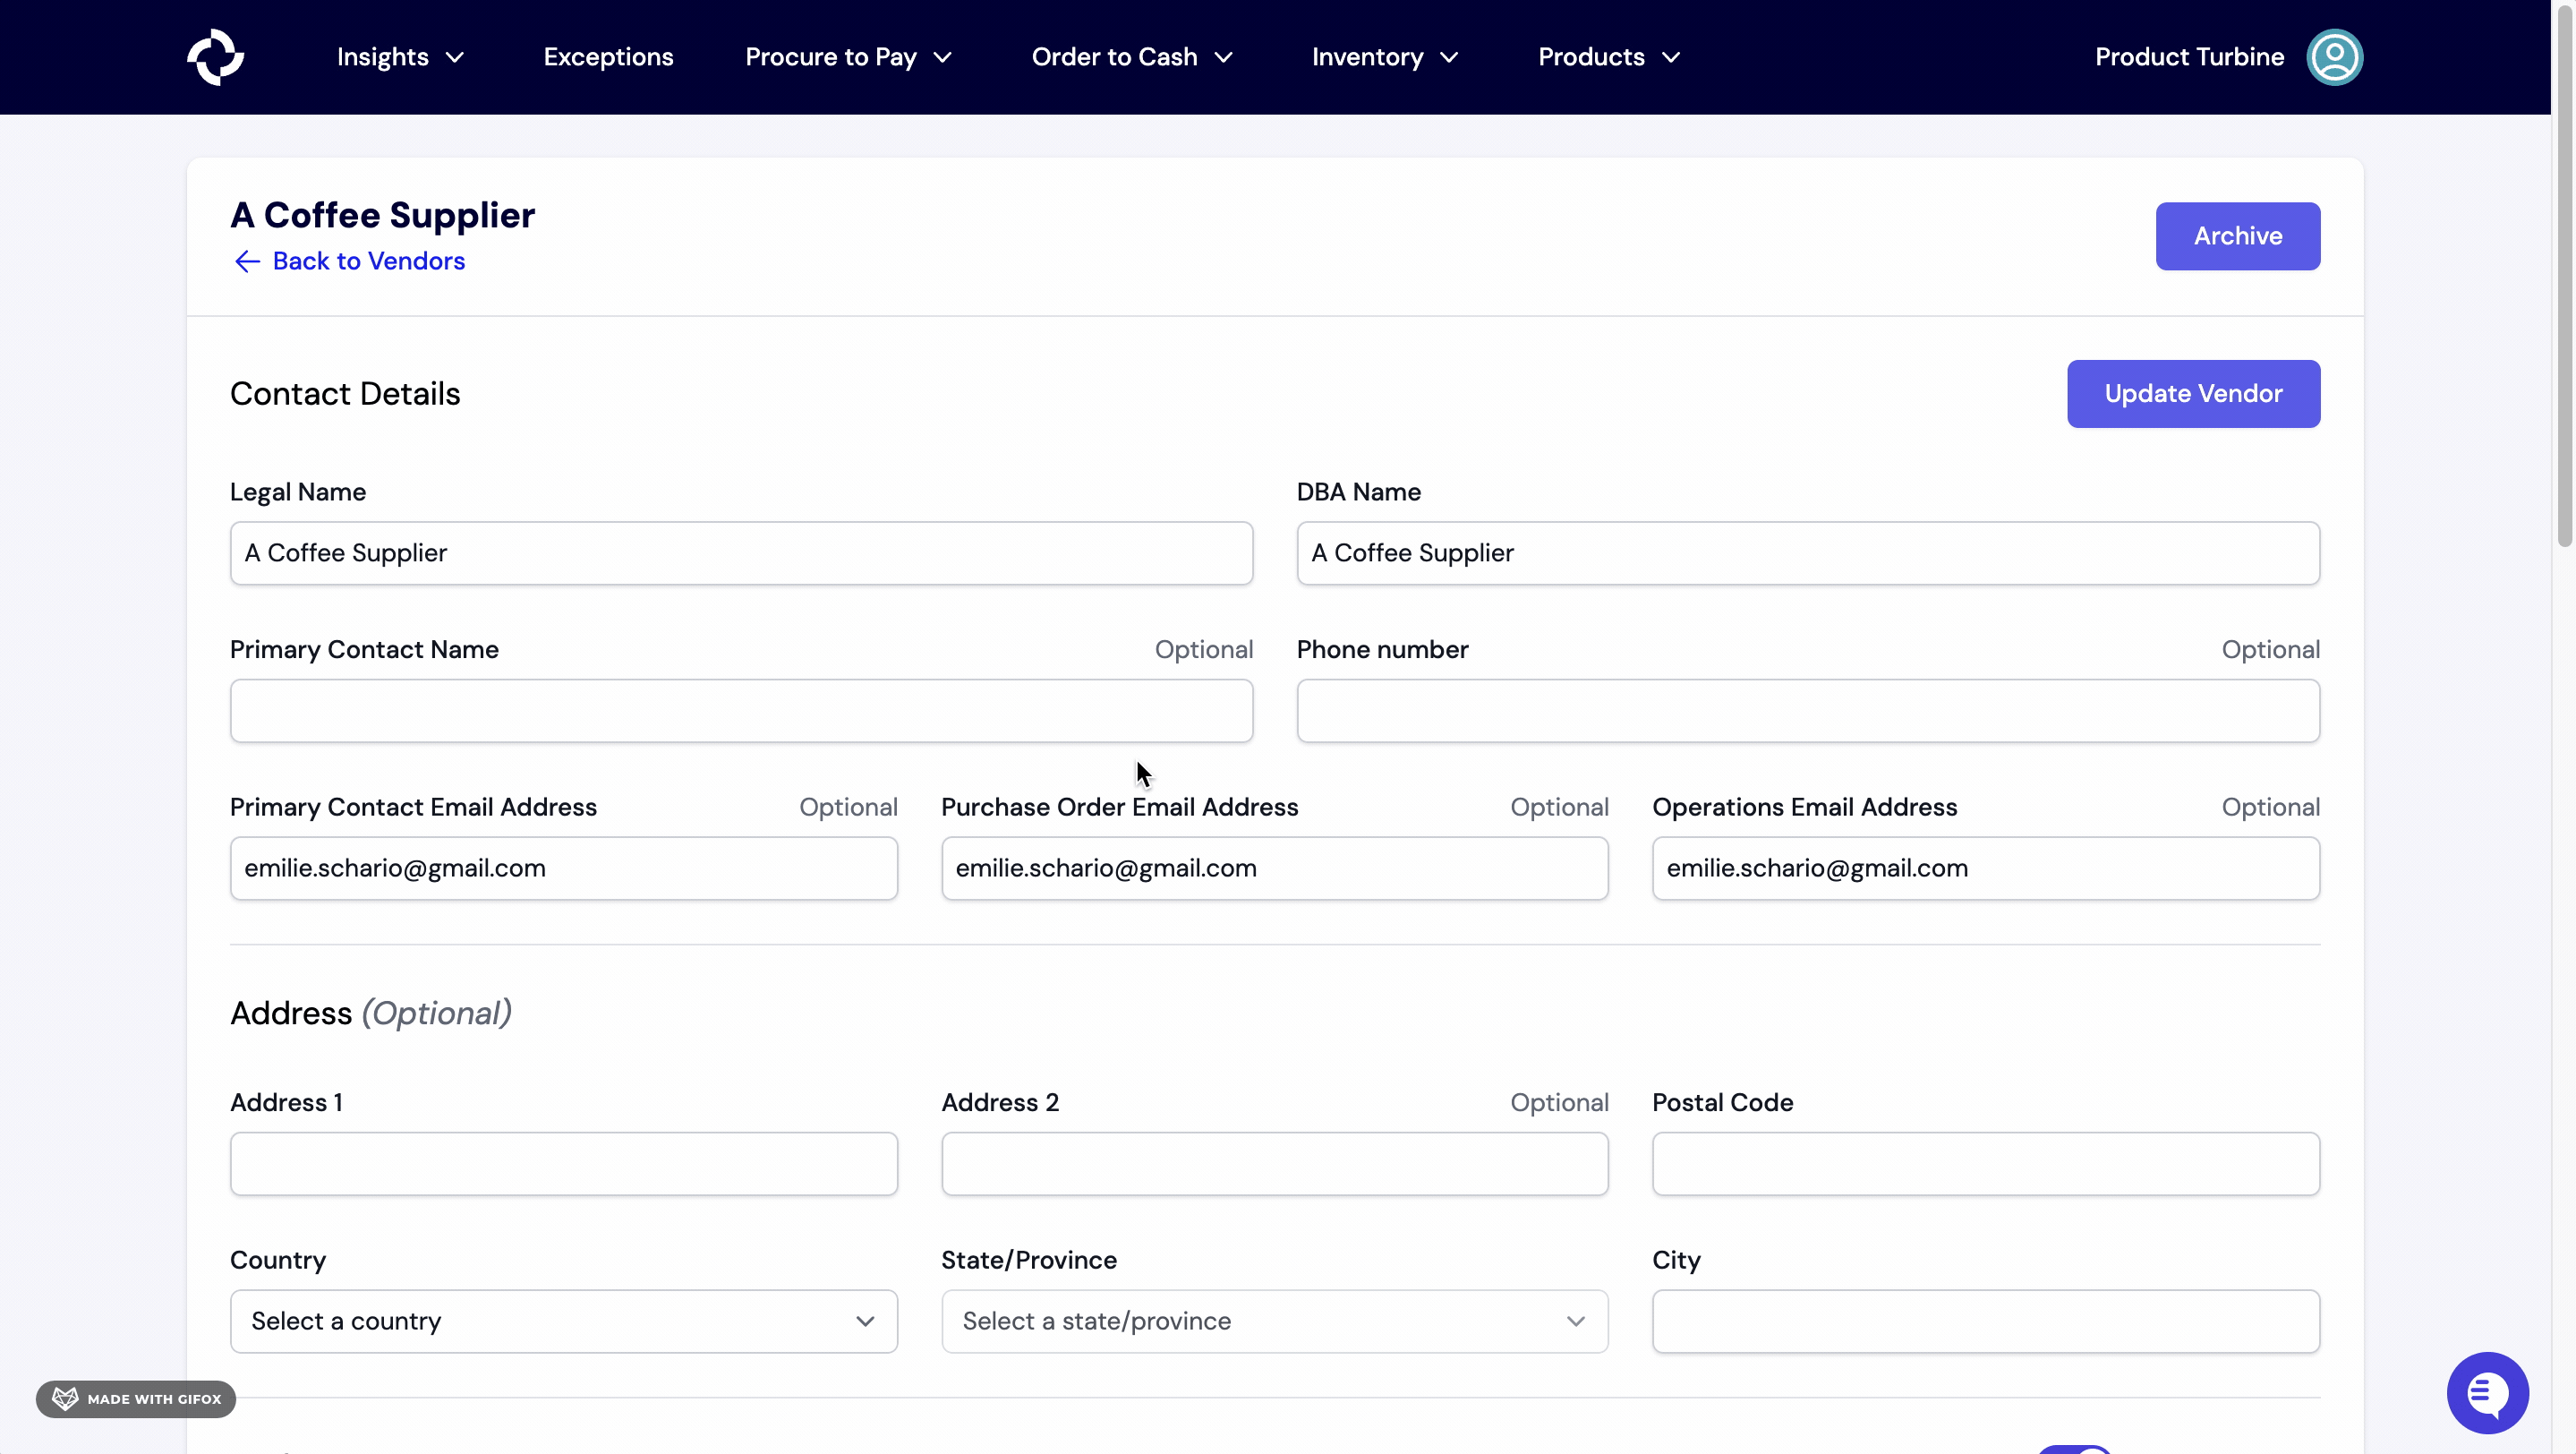 Insights Exceptions Procure to Pay Order to Cash Inventory Products Product Turbine
A Coffee Supplier
Back to Vendors
Archive
Contact Details
Update Vendor
Legal Name DBA Name
A Coffee Supplier A Coffee Supplier
Primary Contact Name Optional Phone number Optional
Primary Contact Email Address Optional Purchase Order Email Address Optional Operations Email Address Optional
emilie.schario@gmail.com emilie.schario@gmail.com emilie.schario@gmail.com
Address (Optional)
Address 1 Address 2 Optional Postal Code
Country State/Province City
Select a country Select a state/province
MADE WITH GIFOX